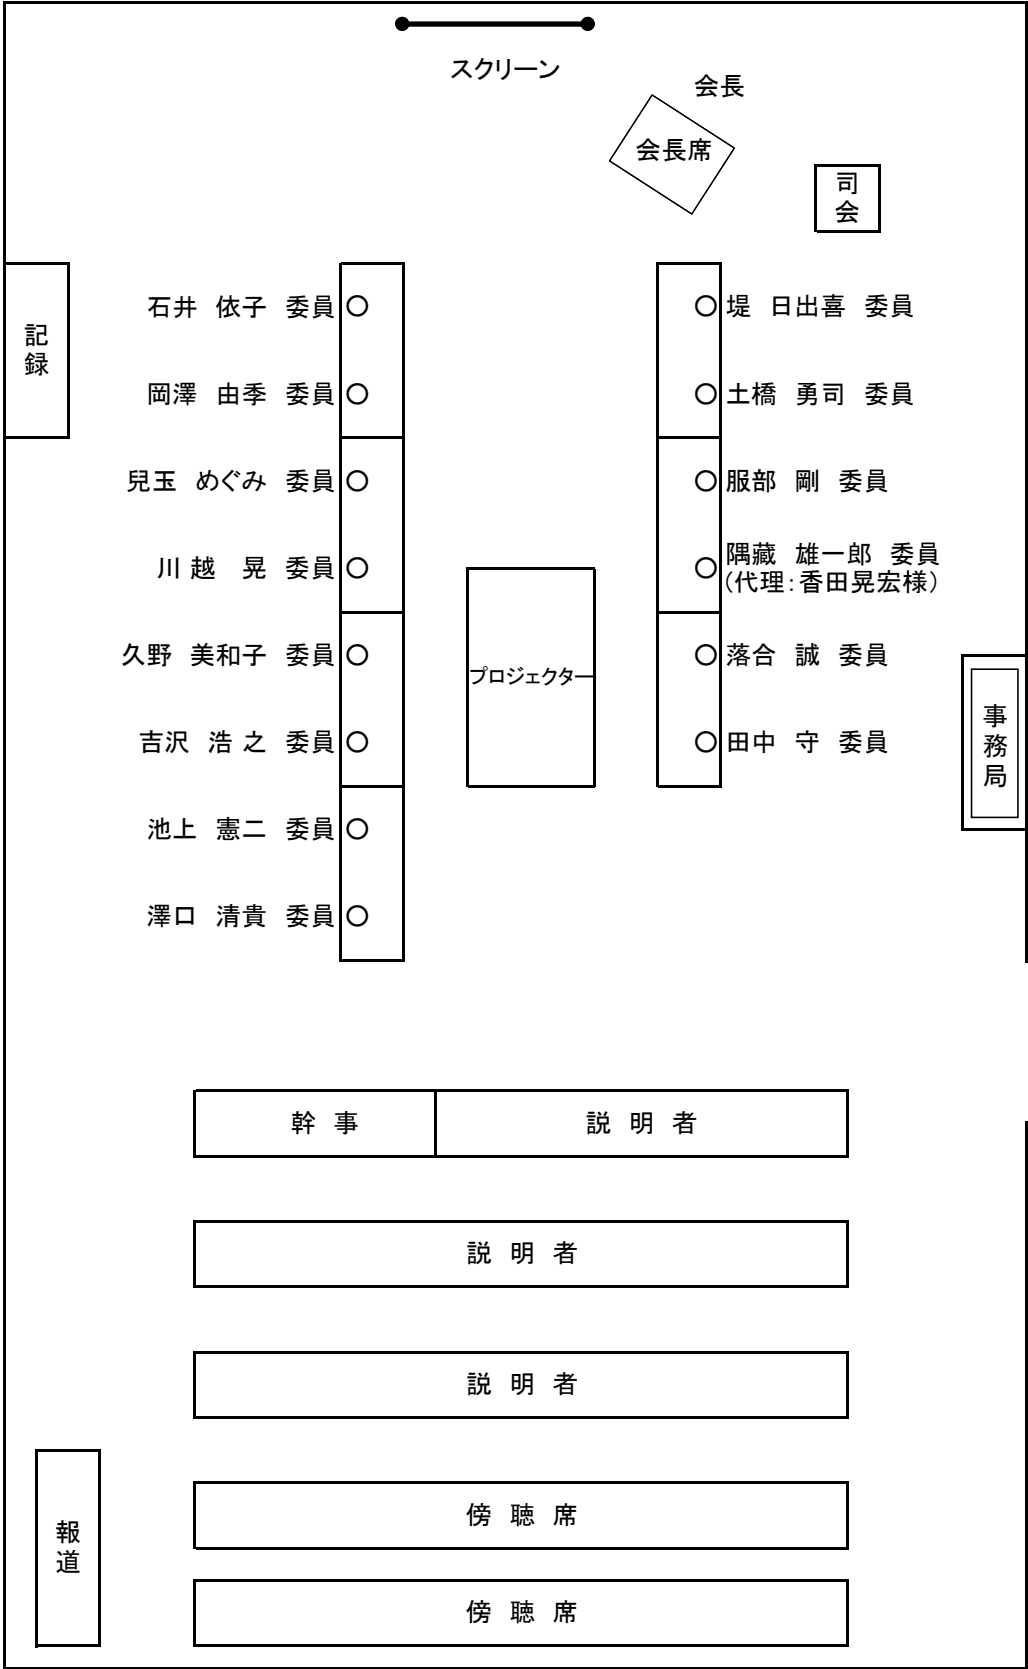 スクリーン
会長
会長席
司会
記録
石井 依子 委員
堤 日出喜 委員
岡澤 由季 委員
土橋 勇司 委員
兒玉 めぐみ 委員
服部 剛 委員
川越 晃 委員
隅藏 雄一郎 委員
(代理:香田晃宏様)
久野 美和子 委員
落合 誠 委員
プロジェクター
事務局
吉沢 浩之 委員
田中 守 委員
池上 憲二 委員
澤口 清貴 委員
幹事
説明者
説明者
説明者
報道
傍聴席
傍聴席